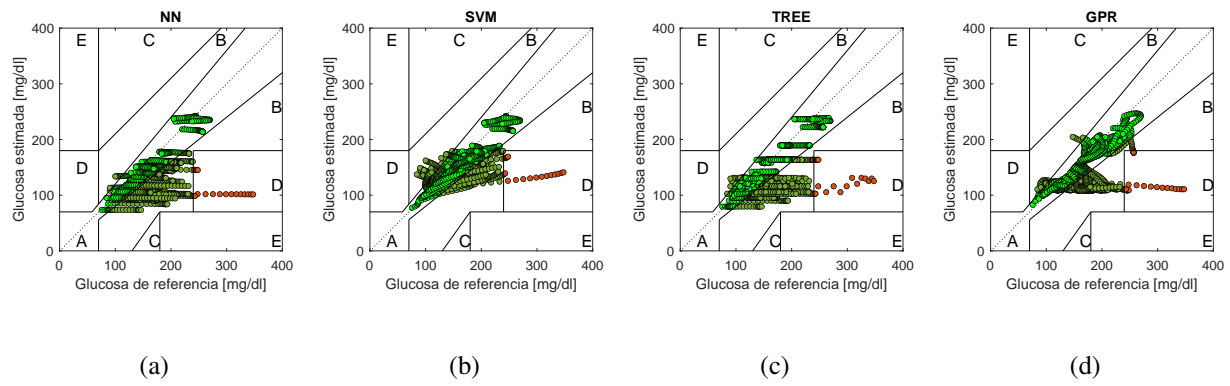 NN
400
300
200
100
0
Glucosa estimada [mg/dl]
E
C
B
B
D
D
A
C
E
0 100 200 300 400
Glucosa de referencia [mg/dl]
(a)
SVM
400
300
200
100
0
Glucosa estimada [mg/dl]
E
C
B
B
D
D
A
C
E
0 100 200 300 400
Glucosa de referencia [mg/dl]
(b)
TREE
400
300
200
100
0
Glucosa estimada [mg/dl]
E
C
B
B
D
D
A
C
E
0 100 200 300 400
Glucosa de referencia [mg/dl]
(c)
GPR
400
300
200
100
0
Glucosa estimada [mg/dl]
E
C
B
B
D
D
A
C
E
0 100 200 300 400
Glucosa de referencia [mg/dl]
(d)